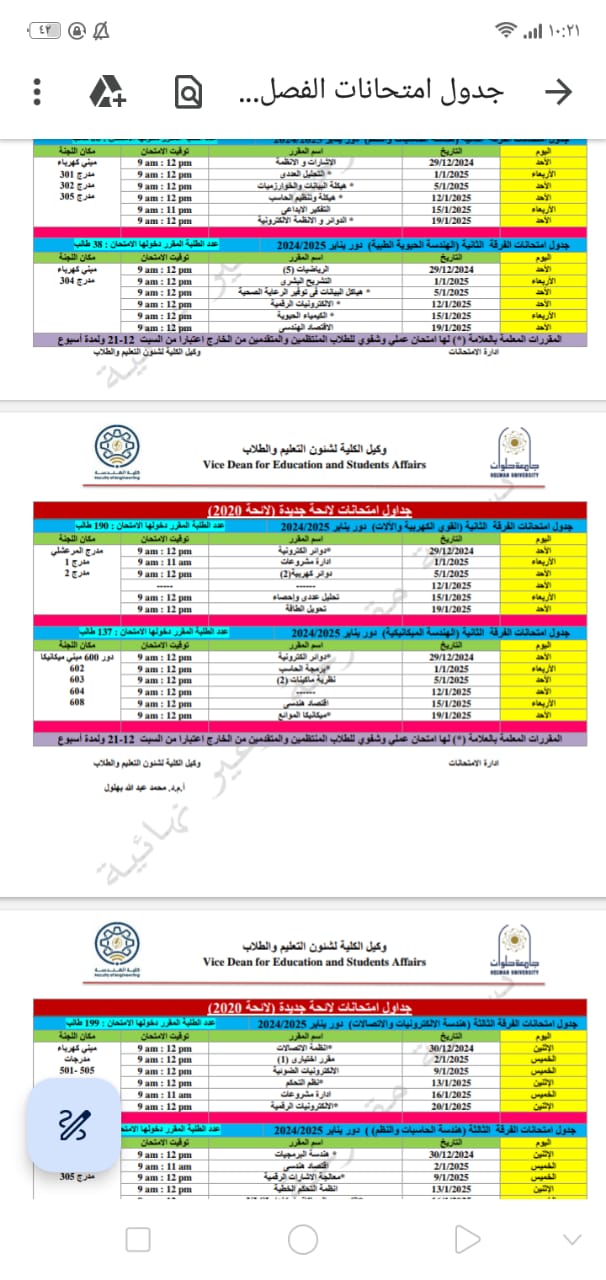 ١٠:٢١ ٤٢
جدول امتحانات الفصل...
اليوم التاريخ اسم المقرر توقيت الامتحان مكان اللجنة
الأحد 29/12/2024 الاشارات و الانظمة 9 am : 12 pm مبني كهرباء
الأربعاء 1/1/2025 * التحليل العددى 9 am : 12 pm مدرج 301
الأحد 5/1/2025 * هيكلة البيانات والخوارزميات 9 am : 12 pm مدرج 302
الأحد 12/1/2025 * هيكلة وتنظيم الحاسب 9 am : 12 pm مدرج 305
الأربعاء 15/1/2025 التفكير الابداعي 9 am : 11 pm
الأحد 19/1/2025 * الدوائر و الانظمة الالكترونية 9 am : 12 pm
جدول امتحانات الفرقة الثانية (الهندسة الحيوية الطبية) دور يناير 2024/2025 عدد الطلبة المقرر دخولها الامتحان : 38 طالب
اليوم التاريخ اسم المقرر توقيت الامتحان مكان اللجنة
الأحد 29/12/2024 الرياضيات (5) 9 am : 12 pm مبني كهرباء
الأربعاء 1/1/2025 التشريح البشرى 9 am : 12 pm مدرج 304
الأحد 5/1/2025 * هياكل البيانات في توفير الرعاية الصحية 9 am : 12 pm
الأحد 12/1/2025 * الالكترونيات الرقمية 9 am : 12 pm
الأربعاء 15/1/2025 * الكيمياء الحيوية 9 am : 12 pm
الأحد 19/1/2025 الاقتصاد الهندسي 9 am : 12 pm
المقررات المعلمة بالعلامة (*) لها امتحان عملي وشفوي للطلاب المنتظمين والمتقدمين من الخارج اعتبارا من السبت 12-21 ولمدة أسبوع
ادارة الامتحانات وكيل الكلية لشئون التعليم والطلاب
وكيل الكلية لشئون التعليم والطلاب
Vice Dean for Education and Students Affairs
جامعة حلوان
HELWAN UNIVERSITY
كلية الهندسة
Faculty of Engineering
جداول امتحانات لائحة جديدة (لائحة 2020)
جدول امتحانات الفرقة الثانية (القوي الكهربية والآلات) دور يناير 2024/2025 عدد الطلبة المقرر دخولها الامتحان : 190 طالب
اليوم التاريخ اسم المقرر توقيت الامتحان مكان اللجنة
الأحد 29/12/2024 *دوائر الكترونية 9 am : 12 pm مدرج المرعشلي
الأربعاء 1/1/2025 ادارة مشروعات 9 am : 11 am مدرج 1
الأحد 5/1/2025 دوائر كهربية(2) 9 am : 12 pm مدرج 2
الأحد 12/1/2025 ------ -----
الأربعاء 15/1/2025 تحليل عددي وإحصاء 9 am : 12 pm
الأحد 19/1/2025 تحويل الطاقة 9 am : 12 pm
جدول امتحانات الفرقة الثانية (الهندسة الميكانيكية) دور يناير 2024/2025 عدد الطلبة المقرر دخولها الامتحان : 137 طالب
اليوم التاريخ اسم المقرر توقيت الامتحان مكان اللجنة
الأحد 29/12/2024 *دوائر الكترونية 9 am : 12 pm دور 600 مبني ميكانيكا
الأربعاء 1/1/2025 *برمجة الحاسب 9 am : 12 pm 602
الأحد 5/1/2025 نظرية ماكينات (2) 9 am : 12 pm 603
الأحد 12/1/2025 ------ 9 am : 12 pm 604
الأربعاء 15/1/2025 اقتصاد هندسي 9 am : 12 pm 608
الأحد 19/1/2025 *ميكانيكا الموائع 9 am : 12 pm
المقررات المعلمة بالعلامة (*) لها امتحان عملي وشفوي للطلاب المنتظمين والمتقدمين من الخارج اعتبارا من السبت 12-21 ولمدة أسبوع
ادارة الامتحانات وكيل الكلية لشئون التعليم والطلاب
أ.م.د. محمد عبد الله بهلول
غير نهائية
وكيل الكلية لشئون التعليم والطلاب
Vice Dean for Education and Students Affairs
جامعة حلوان
HELWAN UNIVERSITY
كلية الهندسة
Faculty of Engineering
جداول امتحانات لائحة جديدة (لائحة 2020)
جدول امتحانات الفرقة الثالثة (هندسة الالكترونيات والاتصالات) دور يناير 2024/2025 عدد الطلبة المقرر دخولها الامتحان : 199 طالب
اليوم التاريخ اسم المقرر توقيت الامتحان مكان اللجنة
الإثنين 30/12/2024 *انظمة الاتصالات 9 am : 12 pm مبني كهرباء
الخميس 2/1/2025 مقرر اختيارى (1) 9 am : 12 pm مدرجات
الخميس 9/1/2025 الالكترونيات الضوئية 9 am : 12 pm 501- 505
الإثنين 13/1/2025 *نظم التحكم 9 am : 12 pm
الخميس 16/1/2025 ادارة مشروعات 9 am : 11 am
الإثنين 20/1/2025 *الالكترونيات الرقمية 9 am : 12 pm
جدول امتحانات الفرقة الثالثة (هندسة الحاسبات والنظم ) دور يناير 2024/2025 عدد الطلبة المقرر دخولها
اليوم التاريخ اسم المقرر توقيت الامتحان
الإثنين 30/12/2024 * هندسة البرمجيات 9 am : 12 pm
الخميس 2/1/2025 اقتصاد هندسي 9 am : 11 am
الخميس 9/1/2025 *معالجة الاشارات الرقمية 9 am : 12 pm مدرج 305
الإثنين 13/1/2025 انظمة التحكم الخطية 9 am : 12 pm